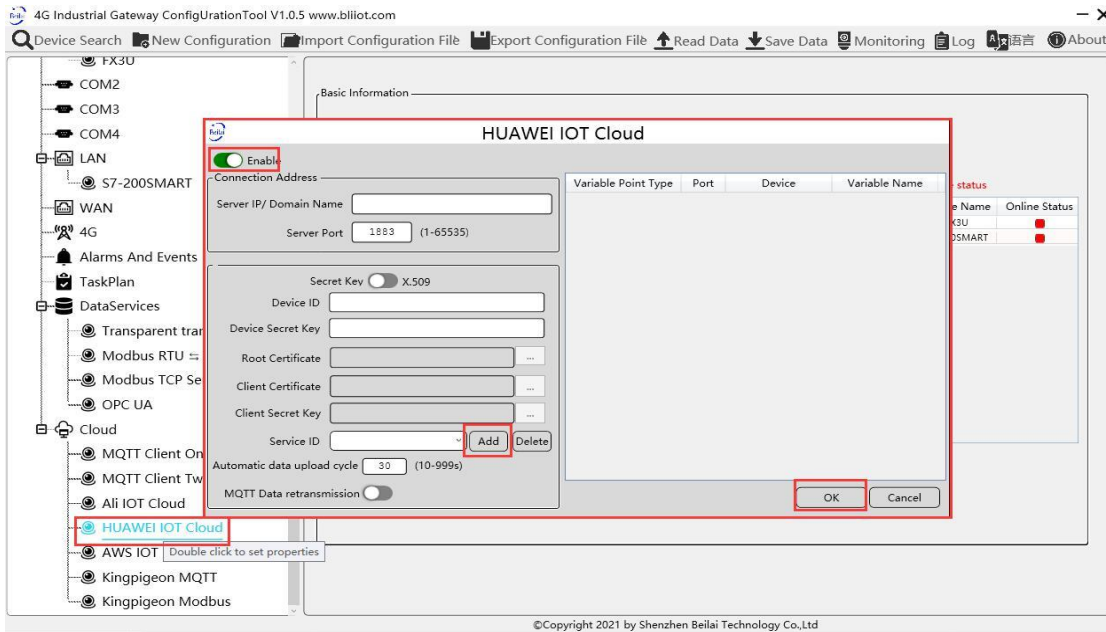 4G Industrial Gateway ConfigUrationTool V1.0.5 www.bliiot.com
Device Search New Configuration Import Configuration File Export Configuration File Read Data Save Data Monitoring Log 语言 About
FX3U
COM2
COM3
COM4
LAN
S7-200SMART
WAN
4G
Alarms And Events
TaskPlan
DataServices
Transparent tran
Modbus RTU ⇆
Modbus TCP Se
OPC UA
Cloud
MQTT Client On
MQTT Client Tw
Ali IOT Cloud
HUAWEI IOT Cloud
AWS IOT
Double click to set properties
Kingpigeon MQTT
Kingpigeon Modbus
Basic Information
HUAWEI IOT Cloud
Enable
Connection Address
Server IP/ Domain Name
Server Port 1883 (1-65535)
Secret Key X.509
Device ID
Device Secret Key
Root Certificate ...
Client Certificate ...
Client Secret Key ...
Service ID Add Delete
Automatic data upload cycle 30 (10-999s)
MQTT Data retransmission
Variable Point Type Port Device Variable Name
OK Cancel
status
e Name Online Status
X3U
0SMART
©Copyright 2021 by Shenzhen Beilai Technology Co.,Ltd